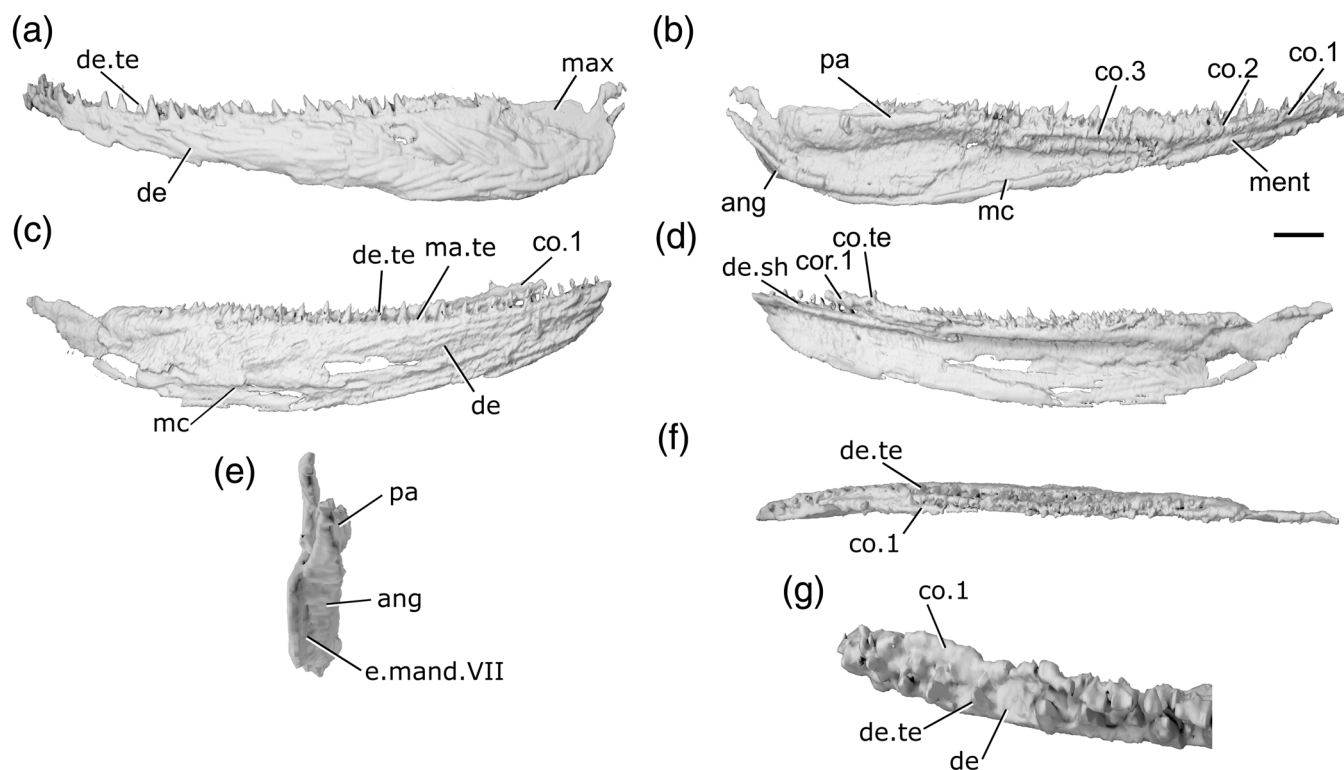 (a)
de.te
max
de
(b)
pa
co.3
co.2
co.1
ang
mc
ment
(c)
de.te
ma.te
co.1
mc
de
(d)
co.te
cor.1
de.sh
(e)
pa
ang
e.mand.VII
(f)
de.te
co.1
(g)
co.1
de.te
de